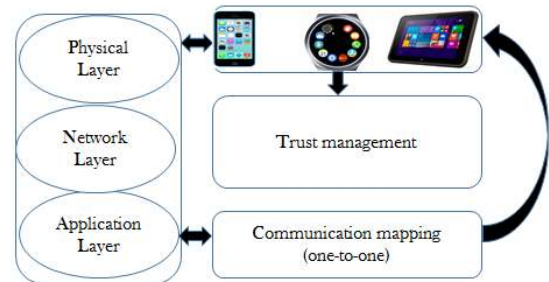 Physical
Layer
Network
Layer
Application
Layer
Trust management
Communication mapping
(one-to-one)